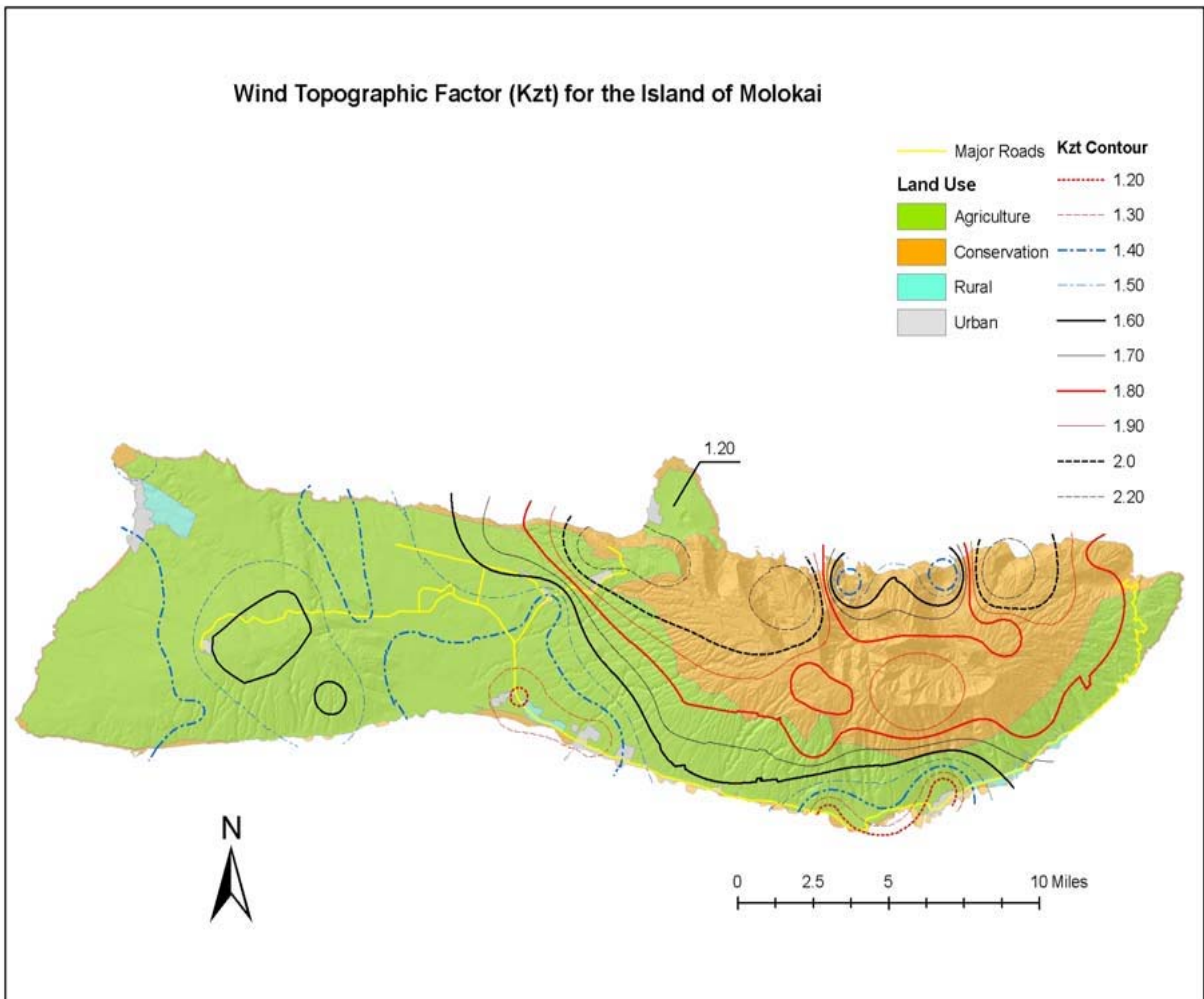 Wind Topographic Factor (Kzt) for the Island of Molokai
Major Roads
Land Use
Agriculture
Conservation
Rural
Urban
Kzt Contour
1.20
1.30
1.40
1.50
1.60
1.70
1.80
1.90
2.0
2.20
1.20
N
0 2.5 5 10 Miles